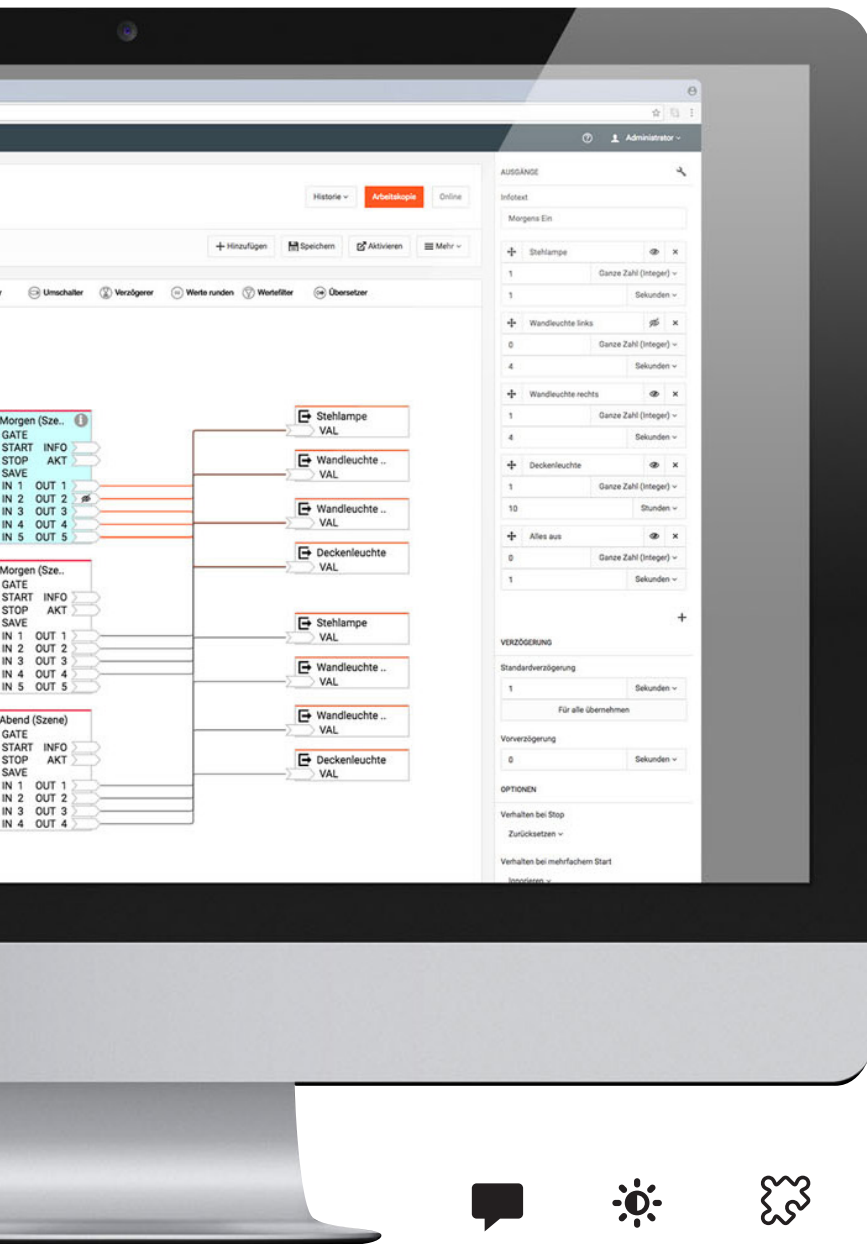 Administrator
Historie
Arbeitskopie
Online
Hinzufügen
Speichern
Aktivieren
Mehr
Umschalter
Verzögerer
Werte runden
Wertefilter
Übersetzer
Morgen (Sze..
GATE
START INFO
STOP AKT
SAVE
IN 1 OUT 1
IN 2 OUT 2
IN 3 OUT 3
IN 4 OUT 4
IN 5 OUT 5
Morgen (Sze..
GATE
START INFO
STOP AKT
SAVE
IN 1 OUT 1
IN 2 OUT 2
IN 3 OUT 3
IN 4 OUT 4
IN 5 OUT 5
Abend (Szene)
GATE
START INFO
STOP AKT
SAVE
IN 1 OUT 1
IN 2 OUT 2
IN 3 OUT 3
IN 4 OUT 4
Stehlampe
VAL
Wandleuchte ..
VAL
Wandleuchte ..
VAL
Deckenleuchte
VAL
Stehlampe
VAL
Wandleuchte ..
VAL
Wandleuchte ..
VAL
Deckenleuchte
VAL
AUSGÄNGE
Infotext
Morgens Ein
Stehlampe
1 Ganze Zahl (Integer)
1 Sekunden
Wandleuchte links
0 Ganze Zahl (Integer)
4 Sekunden
Wandleuchte rechts
1 Ganze Zahl (Integer)
4 Sekunden
Deckenleuchte
1 Ganze Zahl (Integer)
10 Stunden
Alles aus
0 Ganze Zahl (Integer)
1 Sekunden
VERZÖGERUNG
Standardverzögerung
1 Sekunden
Für alle übernehmen
Vorverzögerung
0 Sekunden
OPTIONEN
Verhalten bei Stop
Zurücksetzen
Verhalten bei mehrfachem Start
Ignorieren